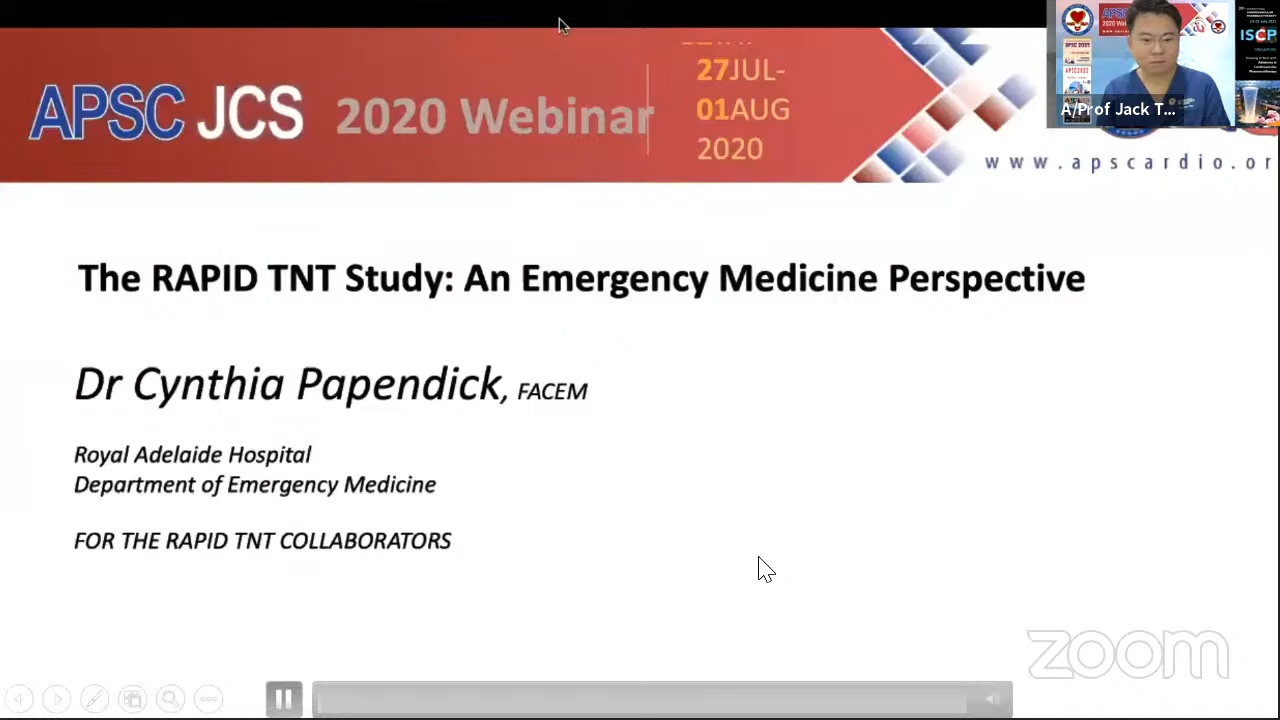 APSC JCS 2020 Webinar
27JUL-
01AUG
2020
www.apscardio.or
ISCP
A/Prof Jack T...
The RAPID TNT Study: An Emergency Medicine Perspective
Dr Cynthia Papendick, FACEM
Royal Adelaide Hospital
Department of Emergency Medicine
FOR THE RAPID TNT COLLABORATORS
zoom